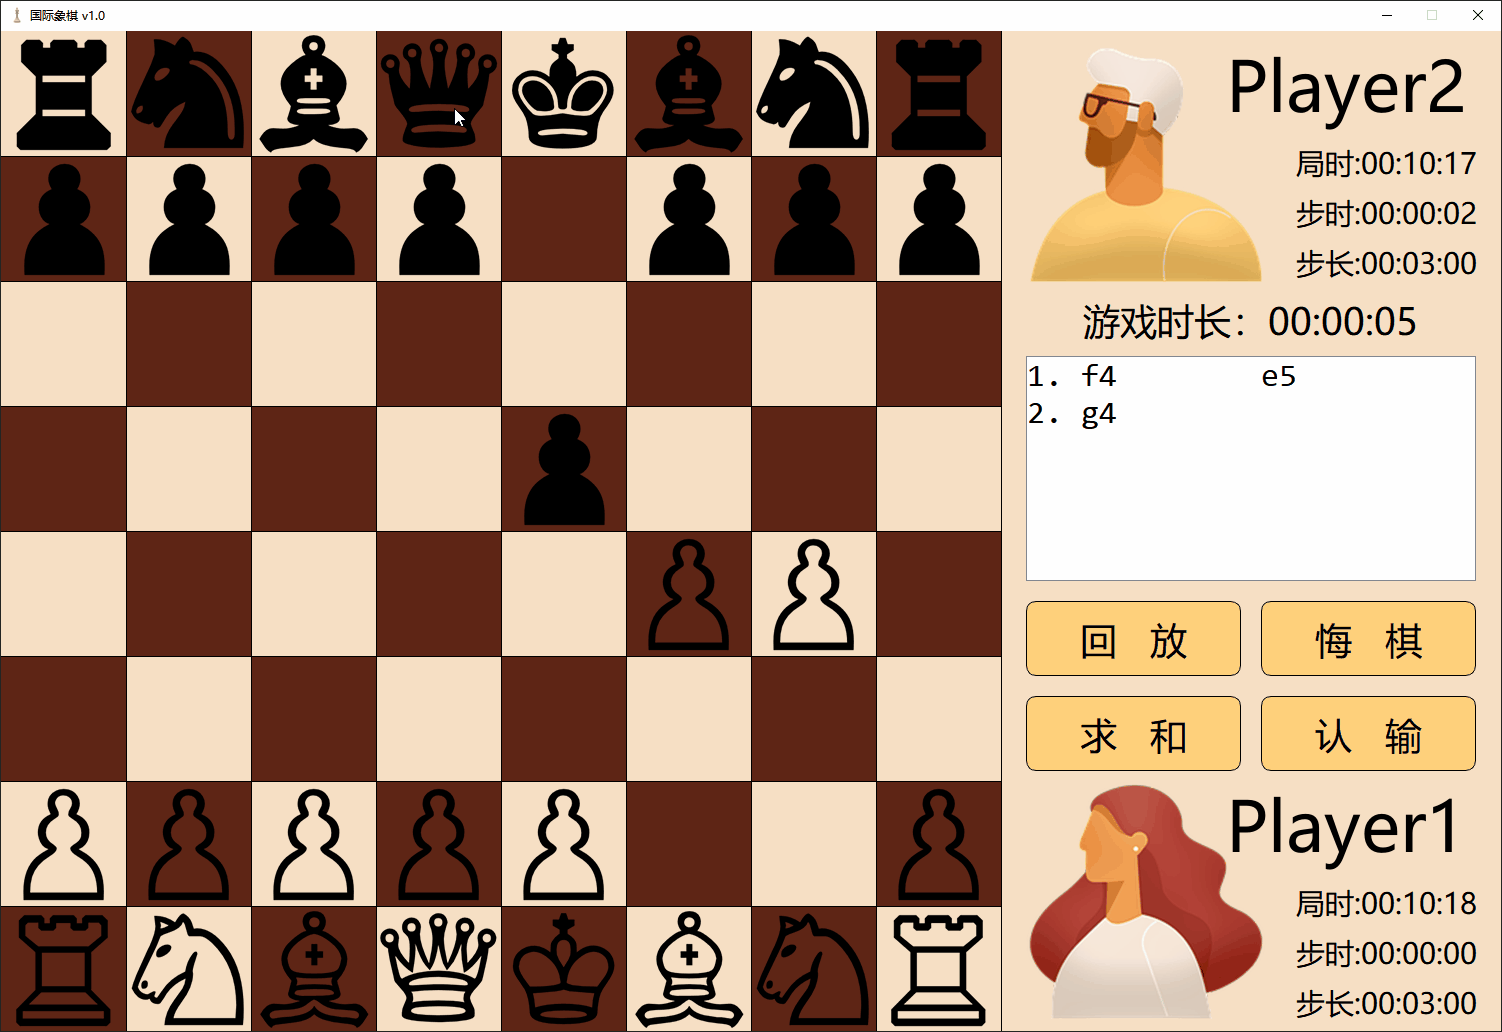 国际象棋 v1.0
Player2
局时:00:10:17
步时:00:00:02
步长:00:03:00
游戏时长：00:00:05
1. f4 e5
2. g4
回 放
悔 棋
求 和
认 输
Player1
局时:00:10:18
步时:00:00:00
步长:00:03:00